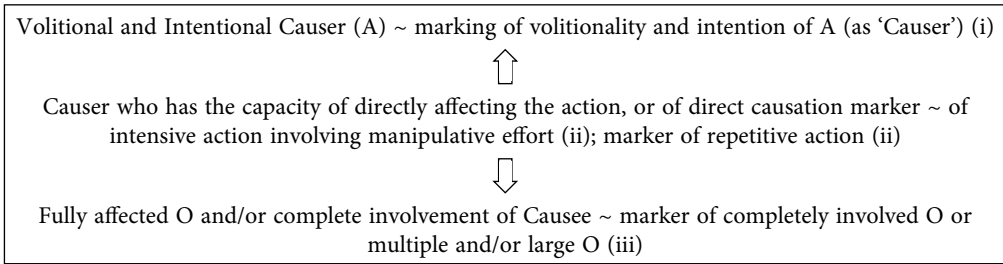 Volitional and Intentional Causer (A) ~ marking of volitionality and intention of A (as ‘Causer’) (i)
Causer who has the capacity of directly affecting the action, or of direct causation marker ~ of
intensive action involving manipulative effort (ii); marker of repetitive action (ii)
Fully affected O and/or complete involvement of Causee ~ marker of completely involved O or
multiple and/or large O (iii)